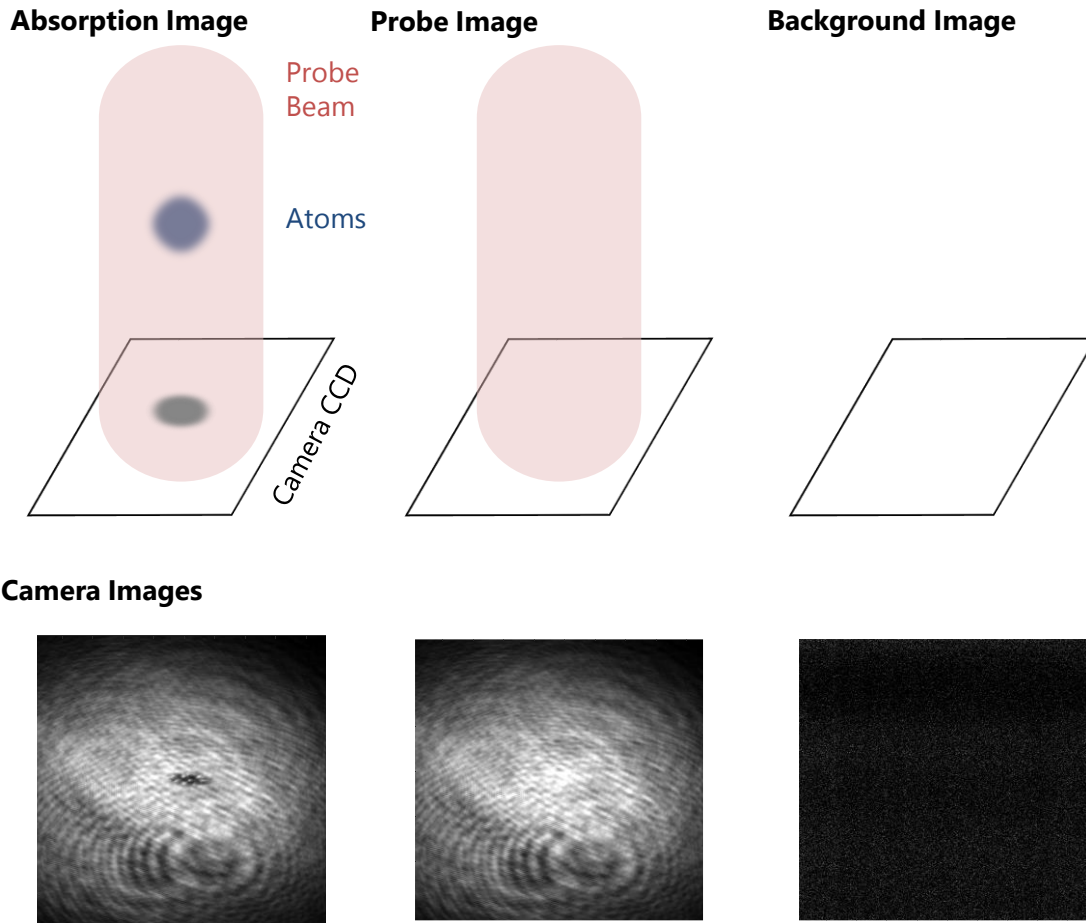 Absorption Image
Probe Image
Background Image
Probe
Beam
Atoms
Camera CCD
Camera Images